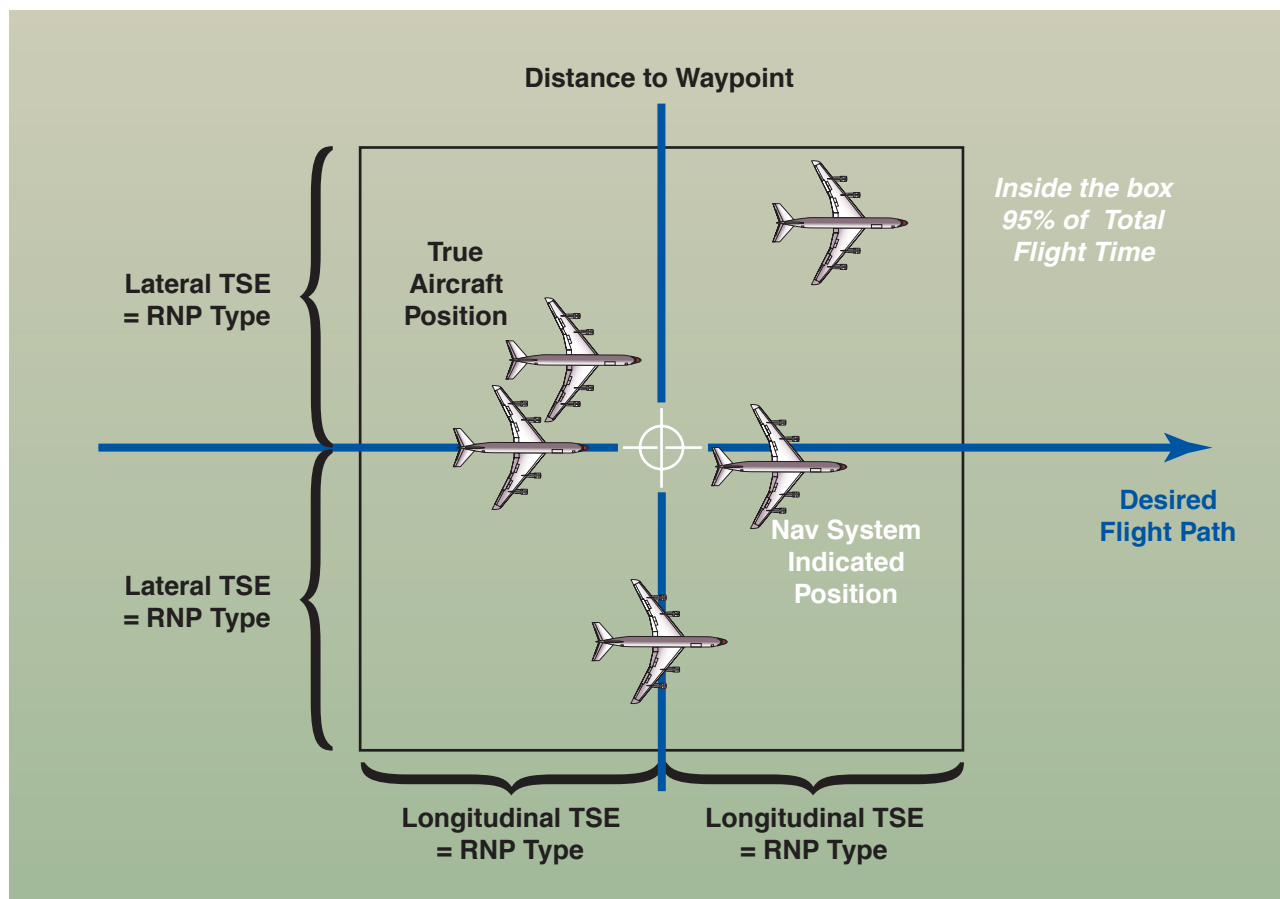 Distance to Waypoint
Inside the box
95% of Total
Flight Time
True
Aircraft
Position
Lateral TSE
= RNP Type
Desired
Flight Path
Nav System
Indicated
Position
Lateral TSE
= RNP Type
Longitudinal TSE
= RNP Type
Longitudinal TSE
= RNP Type